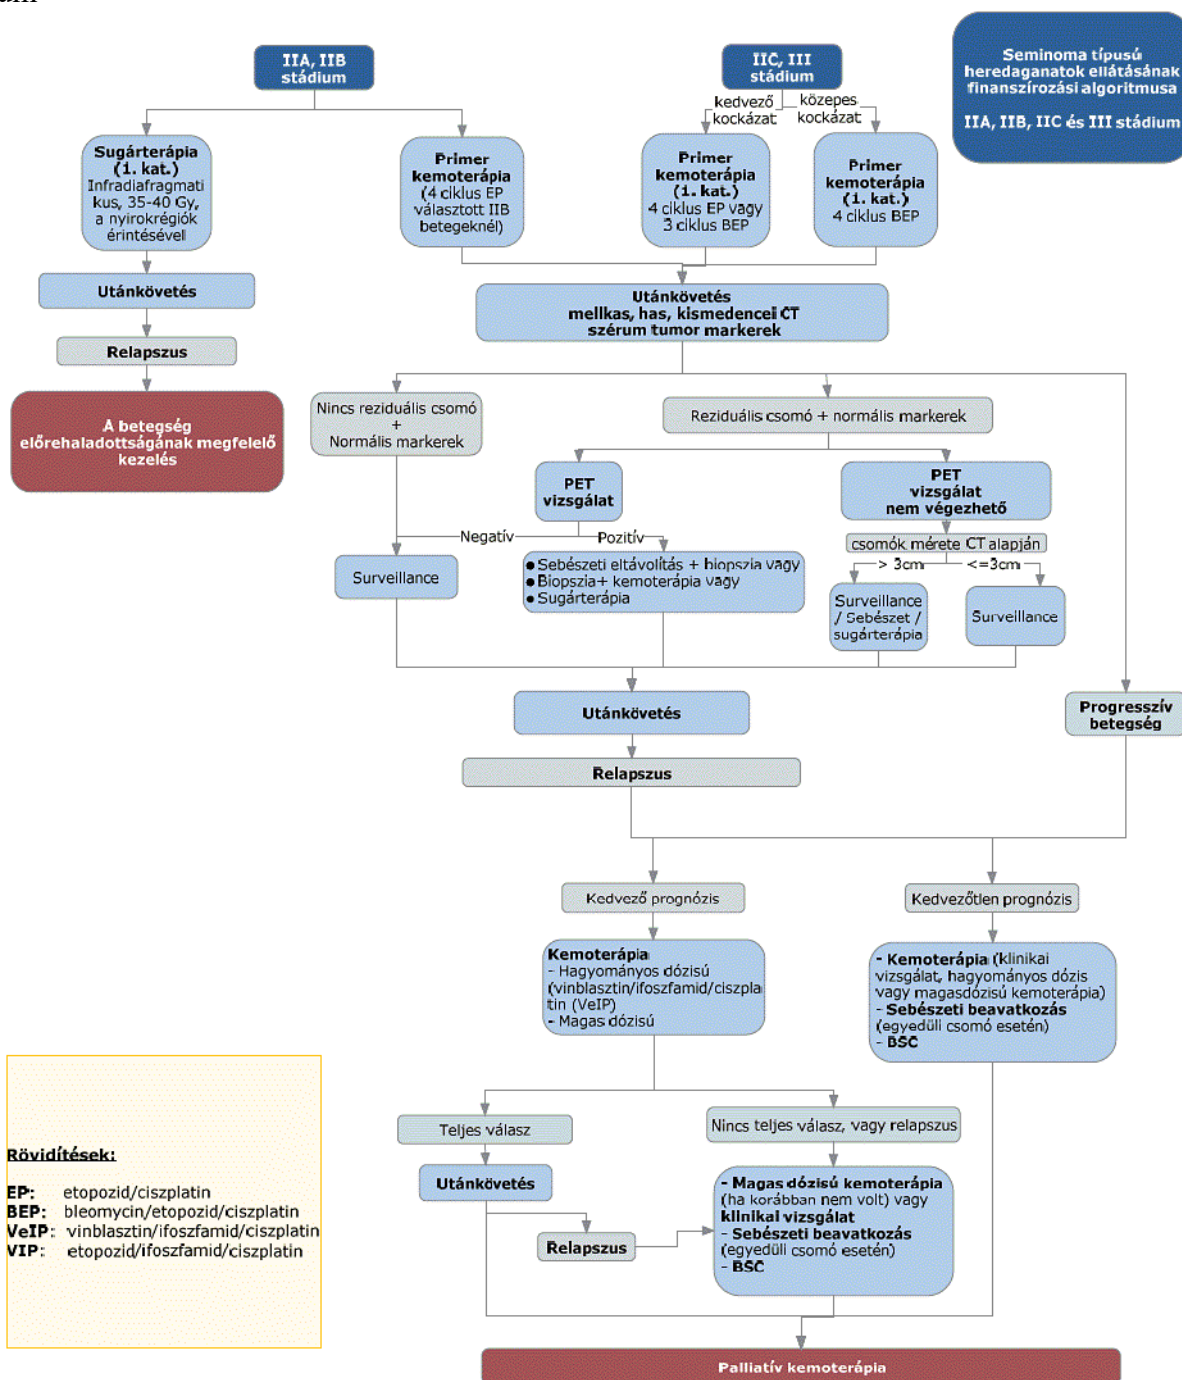 IIA, IIB
stádium
IIC, III
stádium
Seminoma típusú
heredaganatok ellátásának
finanszírozási algoritmusa
IIA, IIB, IIC és III stádium
kedvező
kockázat
közepes
kockázat
Sugárterápia
(1. kat.)
Infradiafragmati
kus, 35-40 Gy,
a nyirokrégiók
érintésével
Primer
kemoterápia
(4 ciklus EP
választott IIB
betegeknél)
Primer
kemoterápia
(1. kat.)
4 ciklus EP vagy
3 ciklus BEP
Primer
kemoterápia
(1. kat.)
4 ciklus BEP
Utánkövetés
Utánkövetés
mellkas, has, kismedencei CT
szérum tumor markerek
Relapszus
A betegség
előrehaladottságának megfelelő
kezelés
Nincs reziduális csomó
+
Normális markerek
Reziduális csomó + normális markerek
PET
vizsgálat
PET
vizsgálat
nem végezhető
Negatív
Pozitív
csomók mérete CT alapján
> 3cm
<=3cm
Surveillance
● Sebészeti eltávolítás + biopszia vagy
● Biopszia+ kemoterápia vagy
● Sugárterápia
Surveillance
/ Sebészet /
sugárterápia
Surveillance
Utánkövetés
Progresszív
betegség
Relapszus
Kedvező prognózis
Kedvezőtlen prognózis
Kemoterápia
- Hagyományos dózisú
(vinblasztin/ifoszfamid/ciszpla
tin (VeIP)
- Magas dózisú
- Kemoterápia (klinikai
vizsgálat, hagyományos dózis
vagy magasdózisú kemoterápia)
- Sebészeti beavatkozás
(egyedüli csomó esetén)
- BSC
Teljes válasz
Nincs teljes válasz, vagy relapszus
Utánkövetés
- Magas dózisú kemoterápia
(ha korábban nem volt) vagy
klinikai vizsgálat
- Sebészeti beavatkozás
(egyedüli csomó esetén)
- BSC
Relapszus
Rövidítések:
EP: etopozid/ciszplatin
BEP: bleomycin/etopozid/ciszplatin
VeIP: vinblasztin/ifoszfamid/ciszplatin
VIP: etopozid/ifoszfamid/ciszplatin
Palliatív kemoterápia